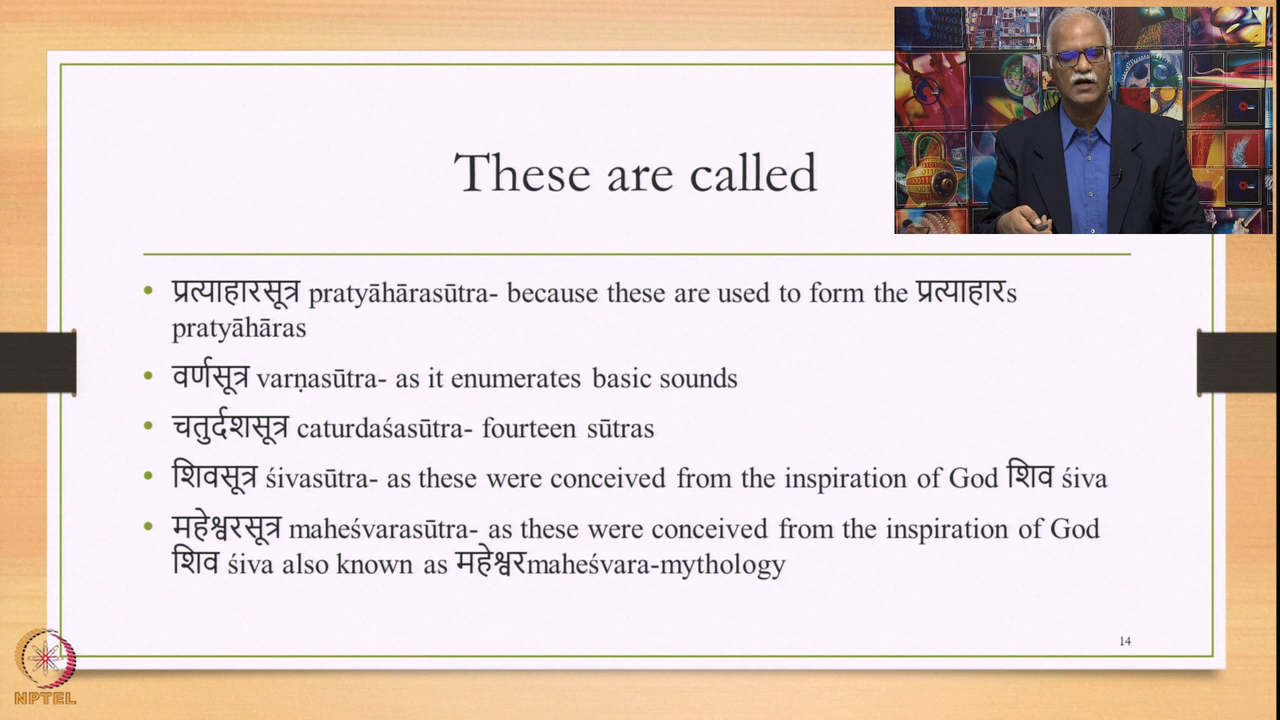 These are called
• प्रत्याहारसूत्र pratyāhārasūtra- because these are used to form the प्रत्याहारs
pratyāhāras
• वर्णसूत्र varṇasūtra- as it enumerates basic sounds
• चतुर्दशसूत्र caturdaśasūtra- fourteen sūtras
• शिवसूत्र śivasūtra- as these were conceived from the inspiration of God शिव śiva
• महेश्वरसूत्र maheśvarasūtra- as these were conceived from the inspiration of God
शिव śiva also known as महेश्वरmaheśvara-mythology
14
NPTEL